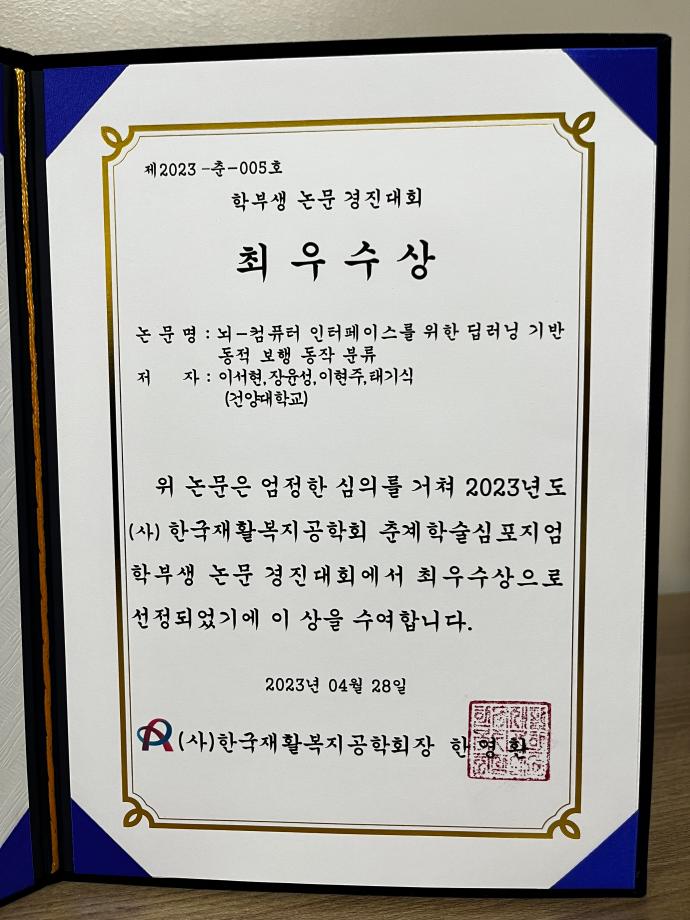 제2023 -춘-005호
학부생 논문 경진대회
최 우 수 상
논 문 명 : 뇌-컴퓨터 인터페이스를 위한 딥러닝 기반
동적 보행 동작 분류
저 자 : 이서현,장윤성,이현주,태기식
(건양대학교)
위 논문은 엄정한 심의를 거쳐 2023년도
(사) 한국재활복지공학회 춘계학술심포지엄
학부생 논문 경진대회에서 최우수상으로
선정되었기에 이 상을 수여합니다.
2023년 04월 28일
(사)한국재활복지공학회장 한 영 환